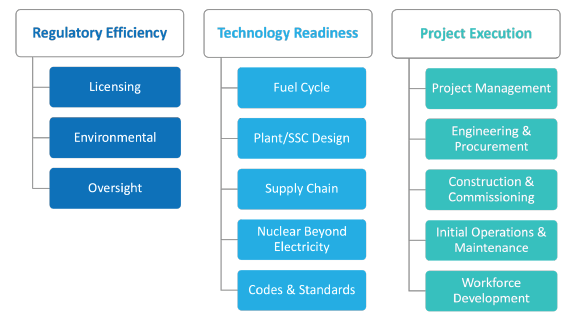 Regulatory Efficiency
Licensing
Environmental
Oversight
Technology Readiness
Fuel Cycle
Plant/SSC Design
Supply Chain
Nuclear Beyond
Electricity
Codes & Standards
Project Execution
Project Management
Engineering &
Procurement
Construction &
Commissioning
Initial Operations &
Maintenance
Workforce
Development